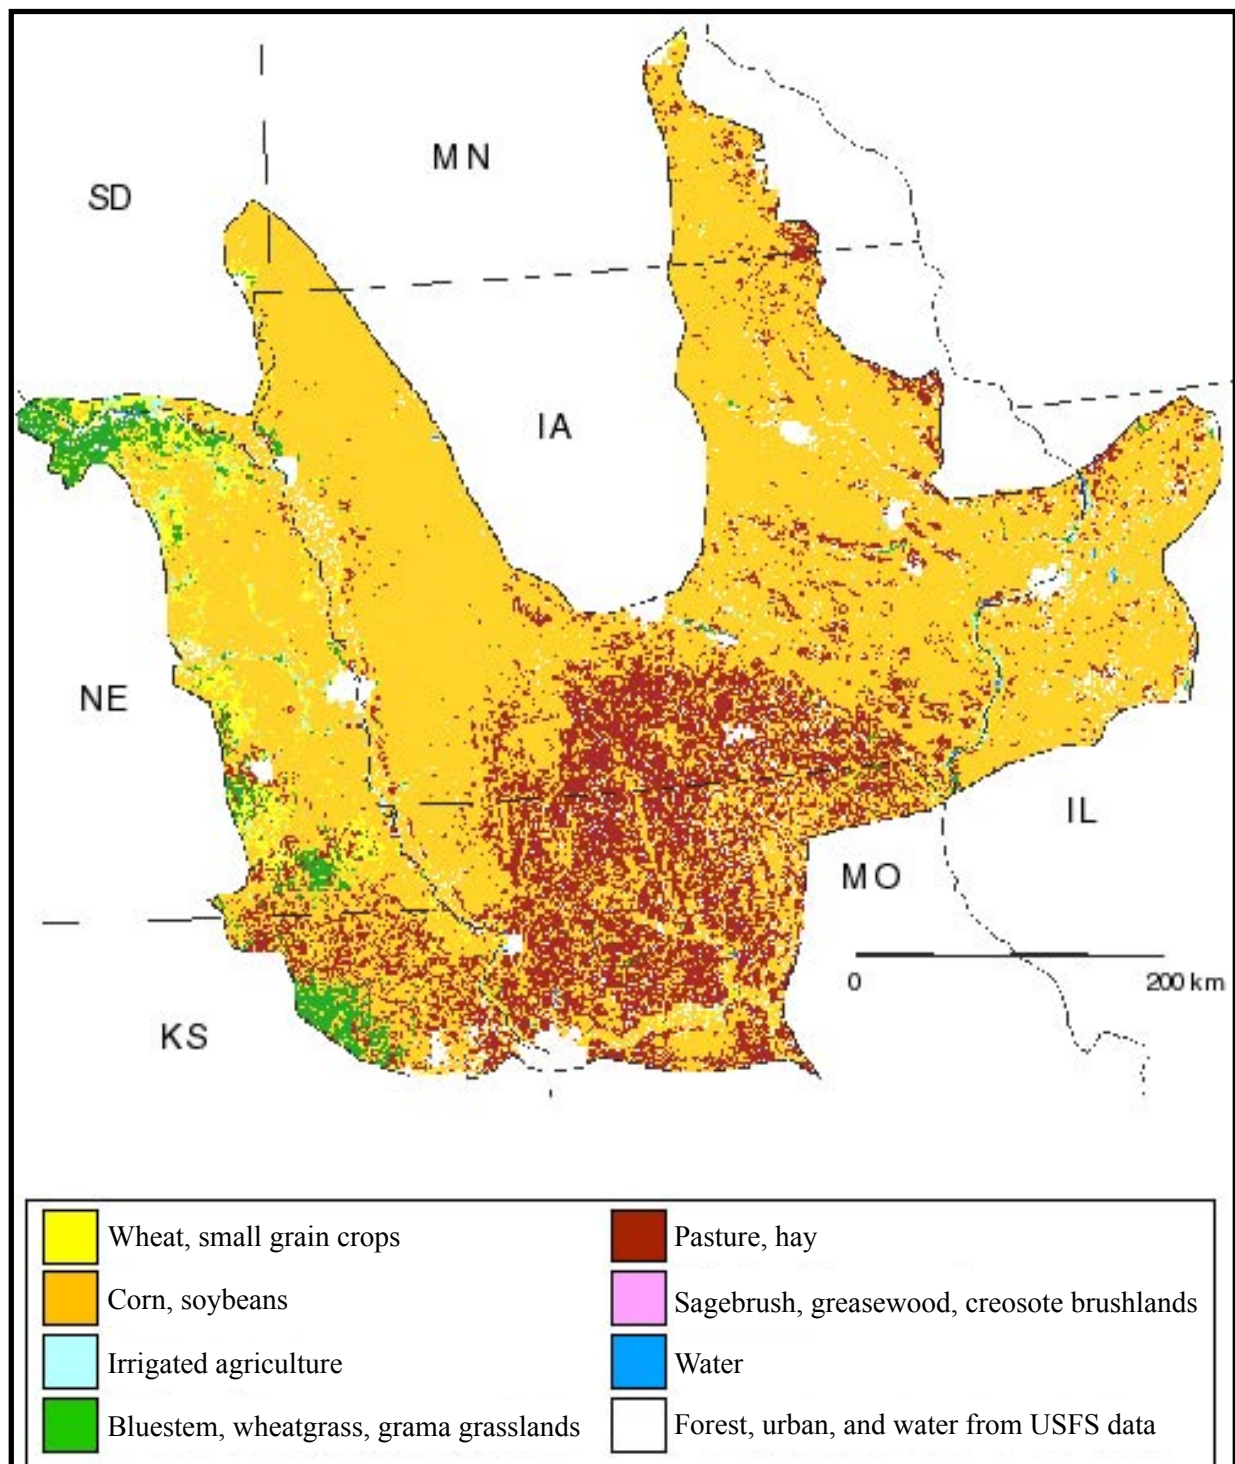 MN
SD
IA
NE
IL
MO
0 200 km
KS
Wheat, small grain crops
Pasture, hay
Corn, soybeans
Sagebrush, greasewood, creosote brushlands
Irrigated agriculture
Water
Bluestem, wheatgrass, grama grasslands
Forest, urban, and water from USFS data